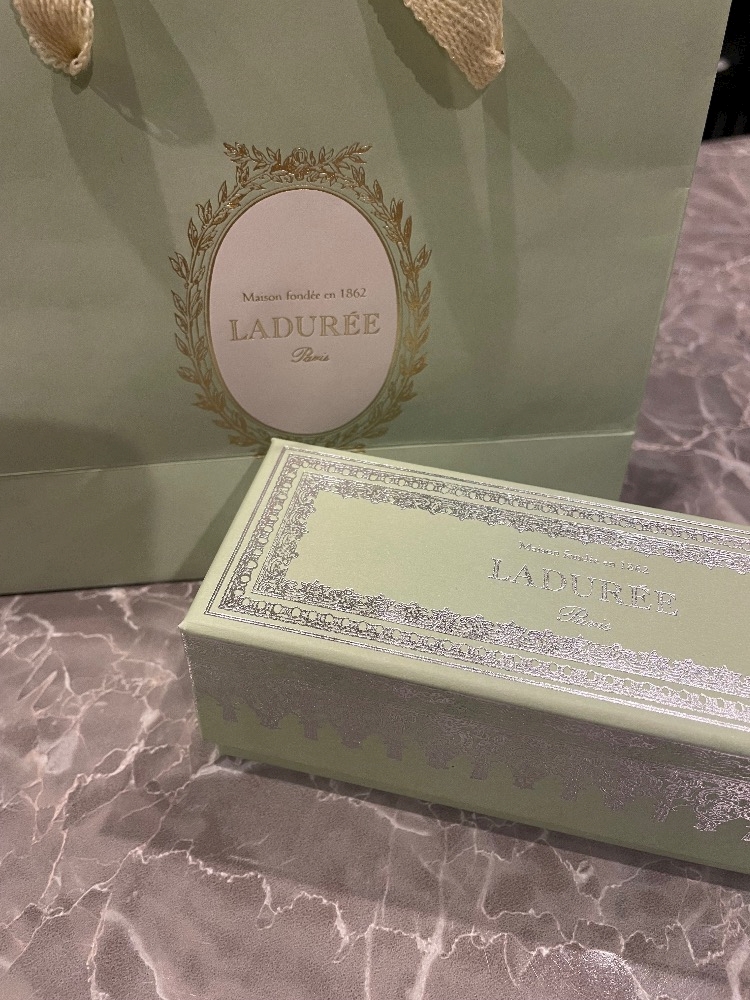 Maison fondée en 1862
LADURÉE
Paris
Maison fondée en 1862
LADURÉE
Paris